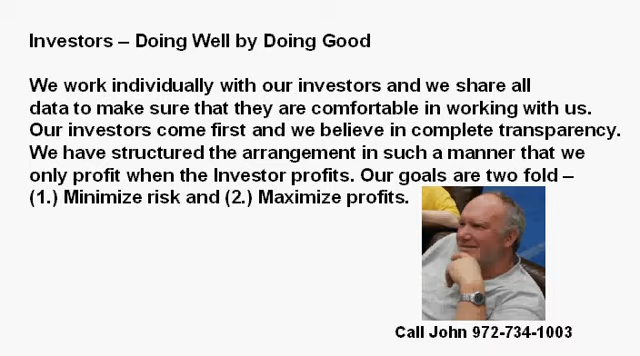 Investors – Doing Well by Doing Good
We work individually with our investors and we share all
data to make sure that they are comfortable in working with us.
Our investors come first and we believe in complete transparency.
We have structured the arrangement in such a manner that we
only profit when the Investor profits. Our goals are two fold –
(1.) Minimize risk and (2.) Maximize profits.
Call John 972-734-1003